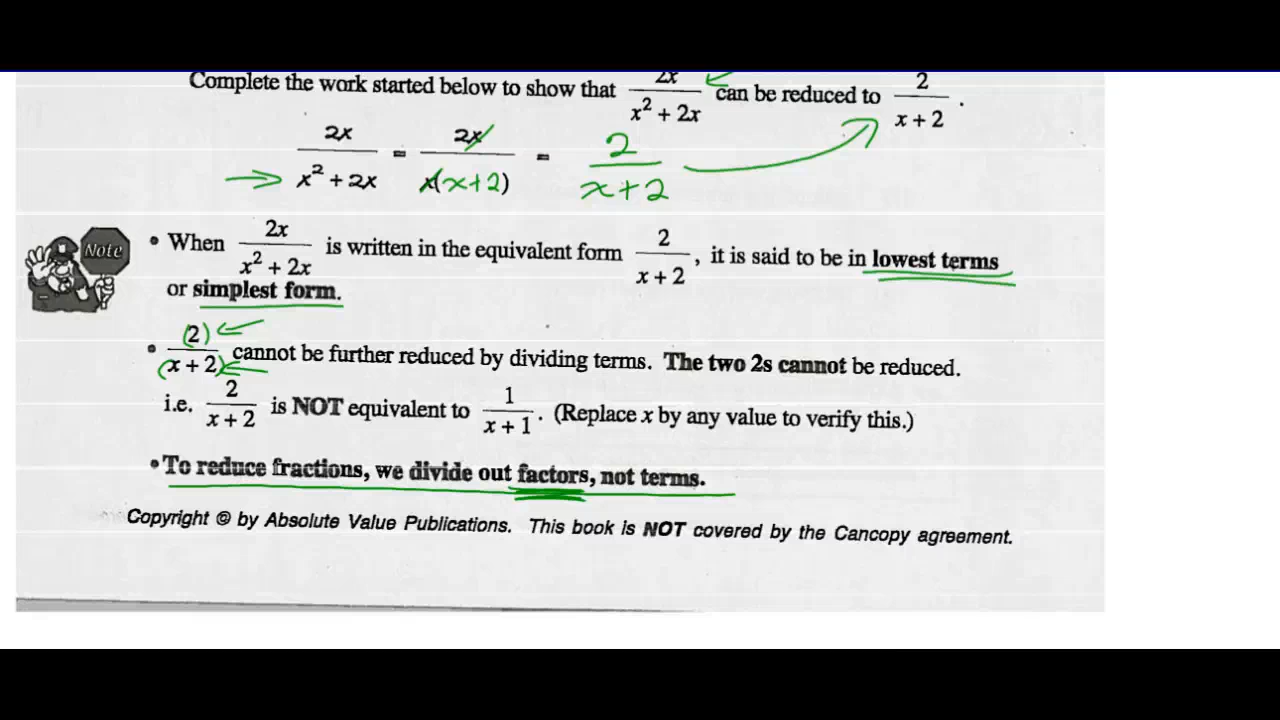 Complete the work started below to show that 2x / x² + 2x can be reduced to 2 / x + 2 .
2x / x² + 2x = 2x / x(x+2) = 2 / x+2
Note
• When 2x / x² + 2x is written in the equivalent form 2 / x + 2 , it is said to be in lowest terms
or simplest form.
• (2) / (x + 2) cannot be further reduced by dividing terms. The two 2s cannot be reduced.
i.e. 2 / x + 2 is NOT equivalent to 1 / x + 1 . (Replace x by any value to verify this.)
• To reduce fractions, we divide out factors, not terms.
Copyright © by Absolute Value Publications. This book is NOT covered by the Cancopy agreement.